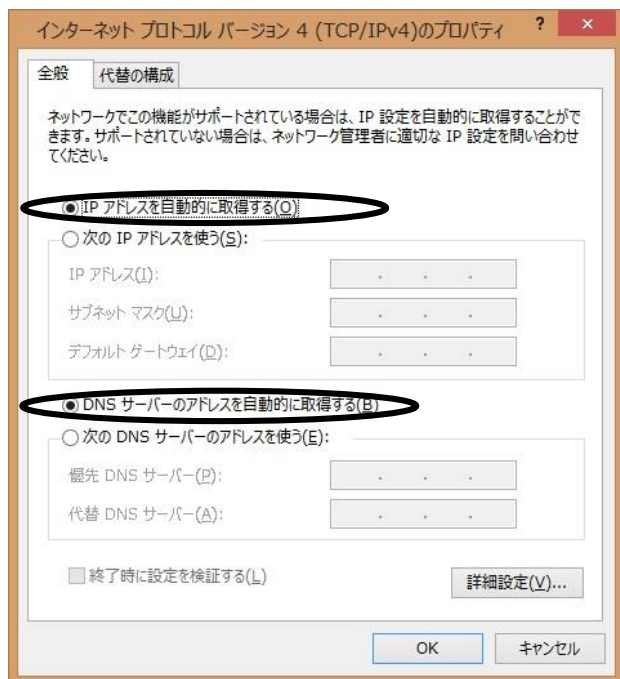 インターネット プロトコル バージョン 4 (TCP/IPv4)のプロパティ ? ×
全般 代替の構成
ネットワークでこの機能がサポートされている場合は、IP 設定を自動的に取得することがで
きます。サポートされていない場合は、ネットワーク管理者に適切な IP 設定を問い合わせ
てください。
IP アドレスを自動的に取得する(O)
次の IP アドレスを使う(S):
IP アドレス(I):
サブネット マスク(U):
デフォルト ゲートウェイ(D):
DNS サーバーのアドレスを自動的に取得する(B)
次の DNS サーバーのアドレスを使う(E):
優先 DNS サーバー(P):
代替 DNS サーバー(A):
終了時に設定を検証する(L)
詳細設定(V)...
OK キャンセル